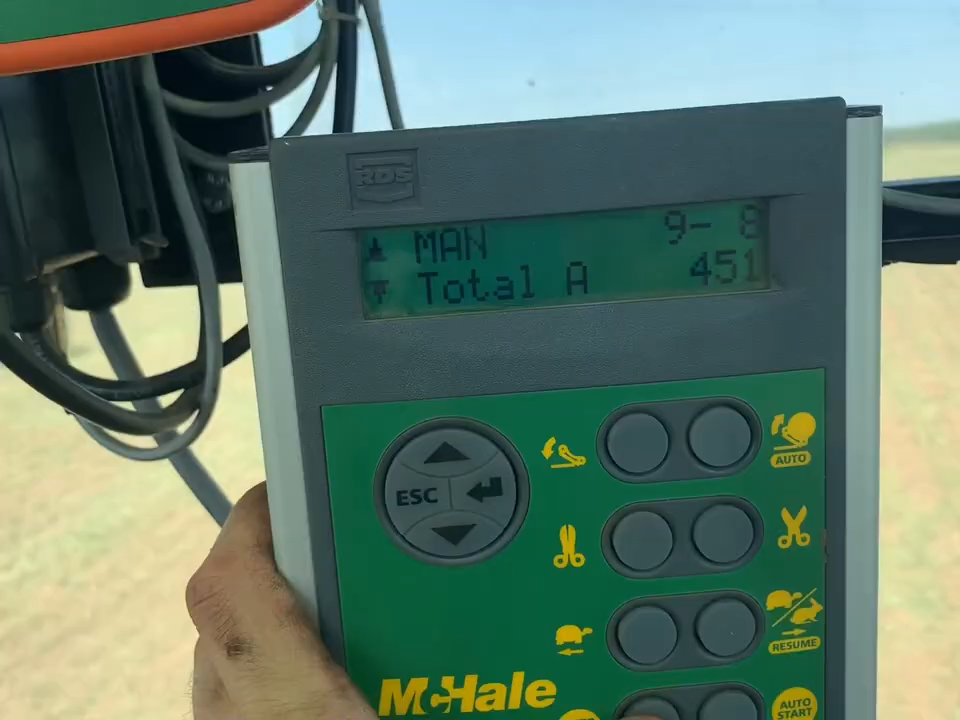 RDS
MAN 9- 8
Total A 451
ESC
AUTO
RESUME
McHale
AUTO
START